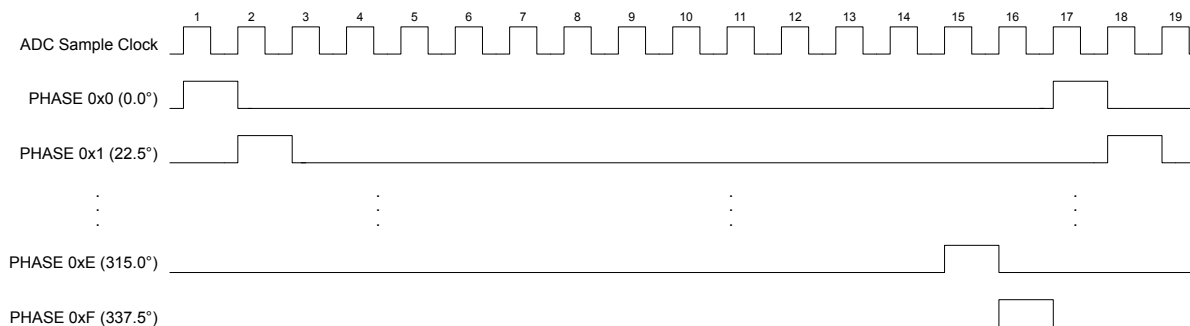 1 2 3 4 5 6 7 8 9 10 11 12 13 14 15 16 17 18 19
ADC Sample Clock
PHASE 0x0 (0.0°)
PHASE 0x1 (22.5°)
PHASE 0xE (315.0°)
PHASE 0xF (337.5°)